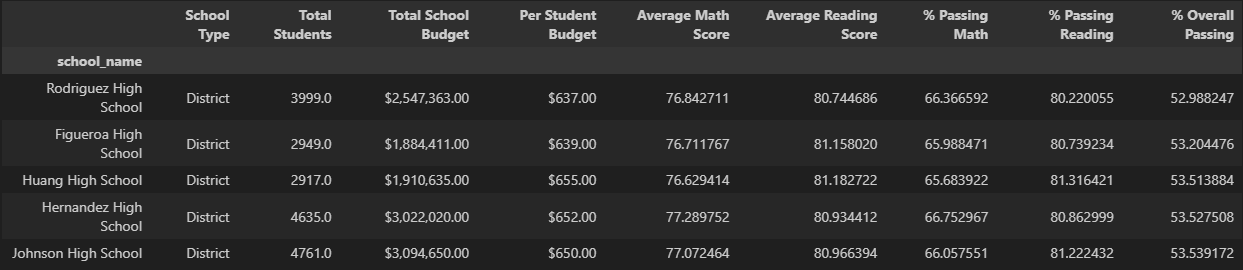 School Type Total Students Total School Budget Per Student Budget Average Math Score Average Reading Score % Passing Math % Passing Reading % Overall Passing
school_name
Rodriguez High School District 3999.0 $2,547,363.00 $637.00 76.842711 80.744686 66.366592 80.220055 52.988247
Figueroa High School District 2949.0 $1,884,411.00 $639.00 76.711767 81.158020 65.988471 80.739234 53.204476
Huang High School District 2917.0 $1,910,635.00 $655.00 76.629414 81.182722 65.683922 81.316421 53.513884
Hernandez High School District 4635.0 $3,022,020.00 $652.00 77.289752 80.934412 66.752967 80.862999 53.527508
Johnson High School District 4761.0 $3,094,650.00 $650.00 77.072464 80.966394 66.057551 81.222432 53.539172